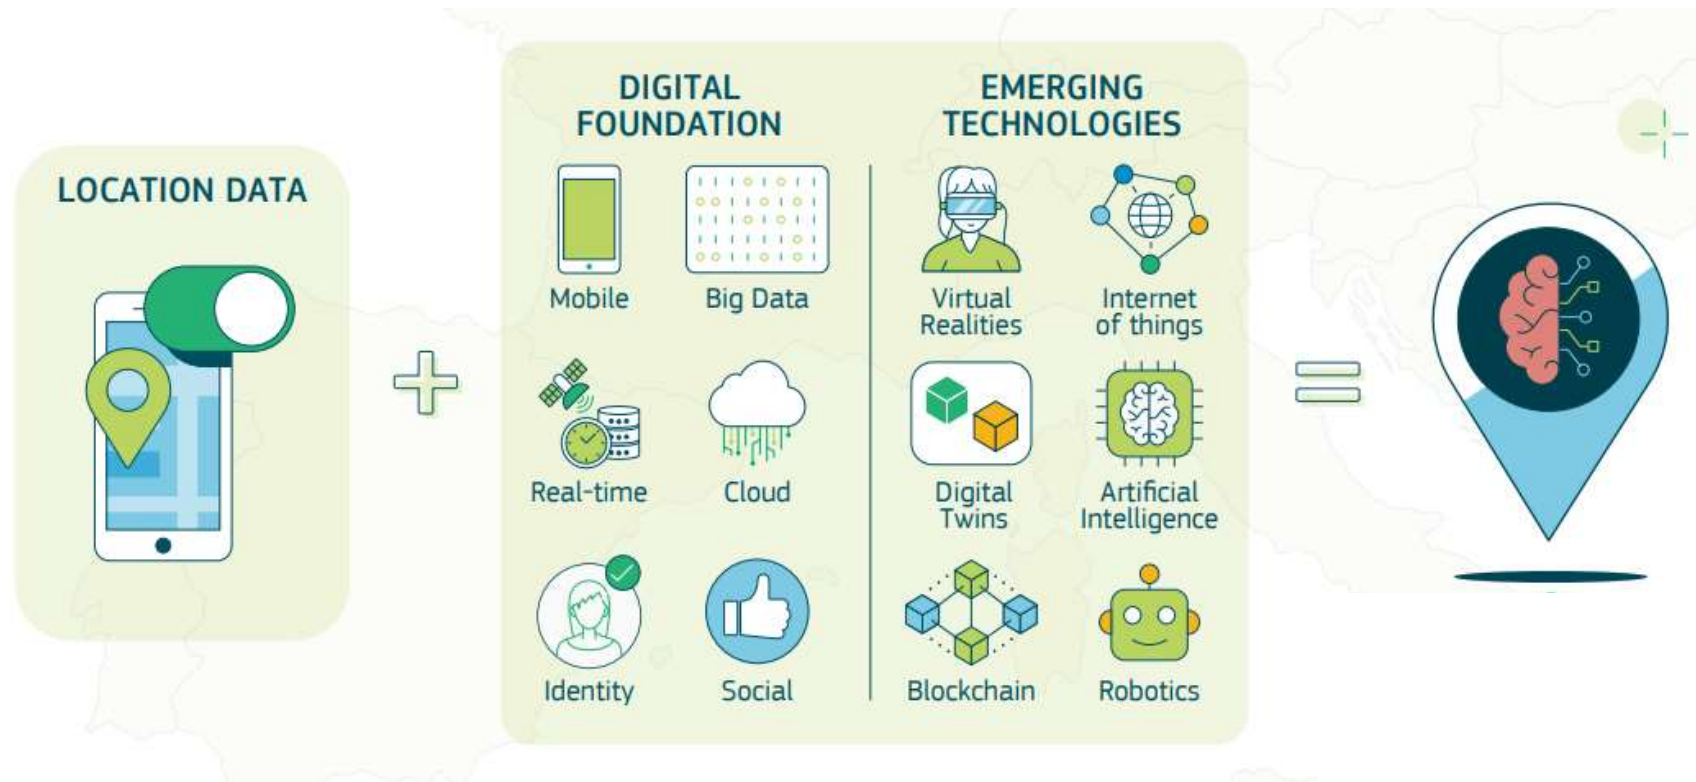 LOCATION DATA
DIGITAL
FOUNDATION
Mobile
Big Data
Real-time
Cloud
Identity
Social
EMERGING
TECHNOLOGIES
Virtual
Realities
Internet
of things
Digital
Twins
Artificial
Intelligence
Blockchain
Robotics